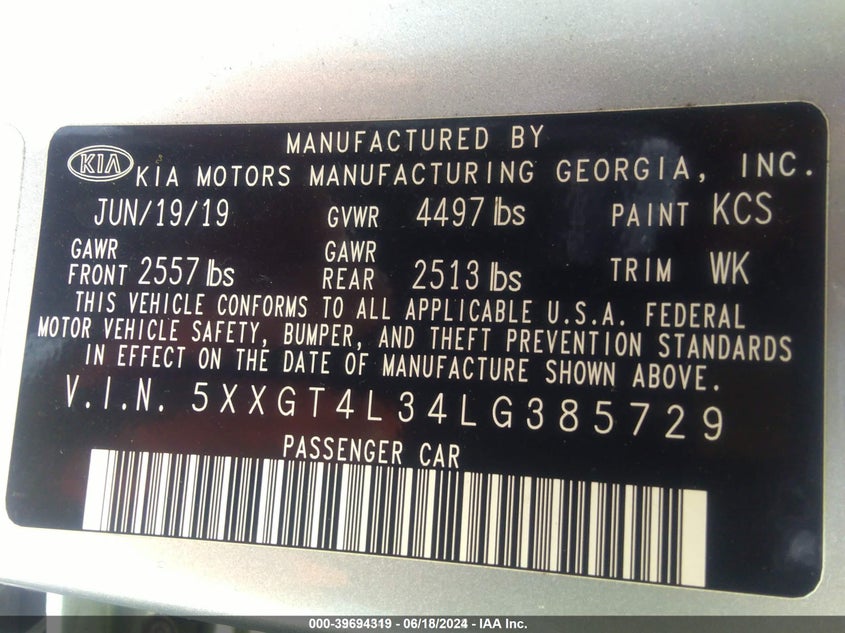 MANUFACTURED BY
KIA KIA MOTORS MANUFACTURING GEORGIA, INC.
JUN/19/19 GVWR 4497 lbs PAINT KCS
GAWR FRONT 2557 lbs GAWR REAR 2513 lbs TRIM WK
THIS VEHICLE CONFORMS TO ALL APPLICABLE U.S.A. FEDERAL
MOTOR VEHICLE SAFETY, BUMPER, AND THEFT PREVENTION STANDARDS
IN EFFECT ON THE DATE OF MANUFACTURE SHOWN ABOVE.
V.I.N. 5XXGT4L34LG385729
PASSENGER CAR
000-39694319 - 06/18/2024 - IAA Inc.